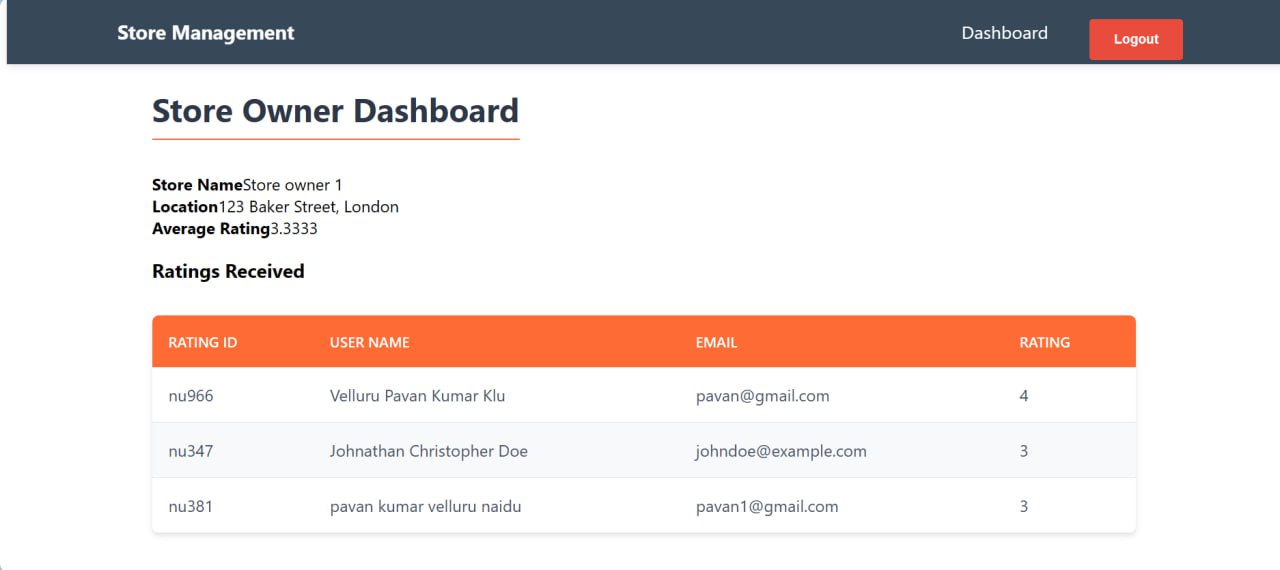 Store Management Dashboard Logout
Store Owner Dashboard
Store NameStore owner 1
Location123 Baker Street, London
Average Rating3.3333
Ratings Received
RATING ID USER NAME EMAIL RATING
nu966 Velluru Pavan Kumar Klu pavan@gmail.com 4
nu347 Johnathan Christopher Doe johndoe@example.com 3
nu381 pavan kumar velluru naidu pavan1@gmail.com 3